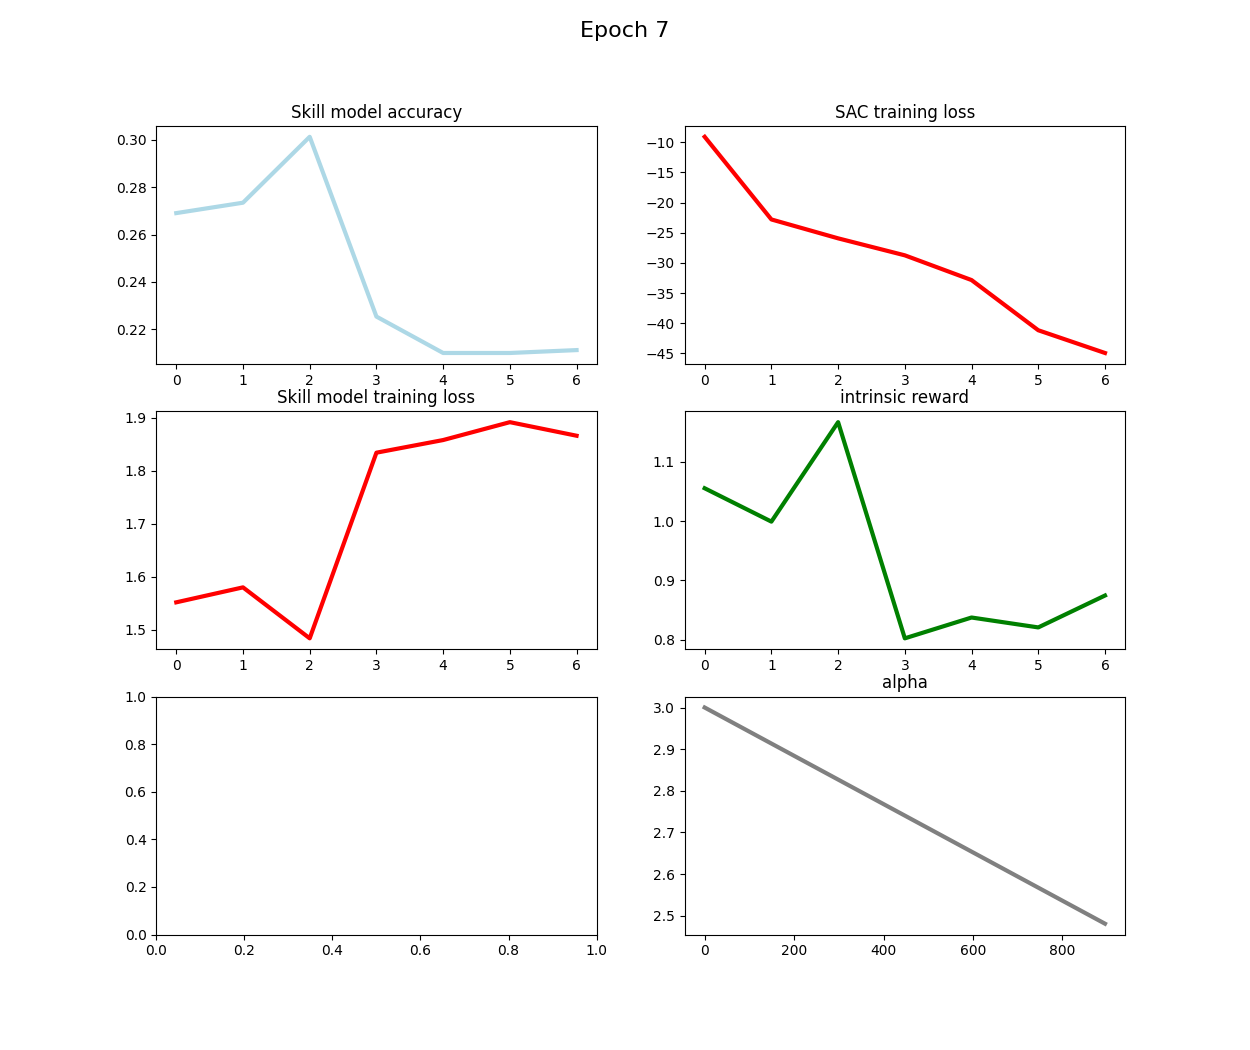 Epoch 7
Skill model accuracy
0.30
0.28
0.26
0.24
0.22
0 1 2 3 4 5 6
SAC training loss
−10
−15
−20
−25
−30
−35
−40
−45
0 1 2 3 4 5 6
Skill model training loss
1.9
1.8
1.7
1.6
1.5
0 1 2 3 4 5 6
intrinsic reward
1.1
1.0
0.9
0.8
0 1 2 3 4 5 6
1.0
0.8
0.6
0.4
0.2
0.0
0.0 0.2 0.4 0.6 0.8 1.0
alpha
3.0
2.9
2.8
2.7
2.6
2.5
0 200 400 600 800